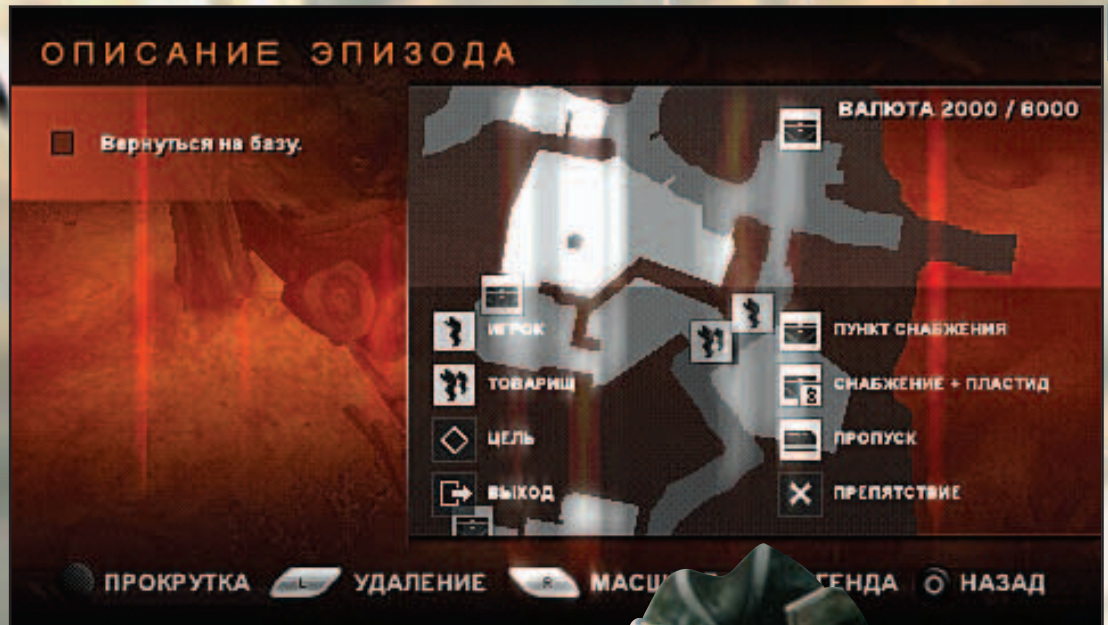 ОПИСАНИЕ ЭПИЗОДА
Вернуться на базу.
ВАЛЮТА 2000 / 8000
ИГРОК
ТОВАРИЩ
ЦЕЛЬ
ВЫХОД
ПУНКТ СНАБЖЕНИЯ
СНАБЖЕНИЕ + ПЛАСТИД
ПРОПУСК
ПРЕПЯТСТВИЕ
ПРОКРУТКА L УДАЛЕНИЕ R НАЗАД